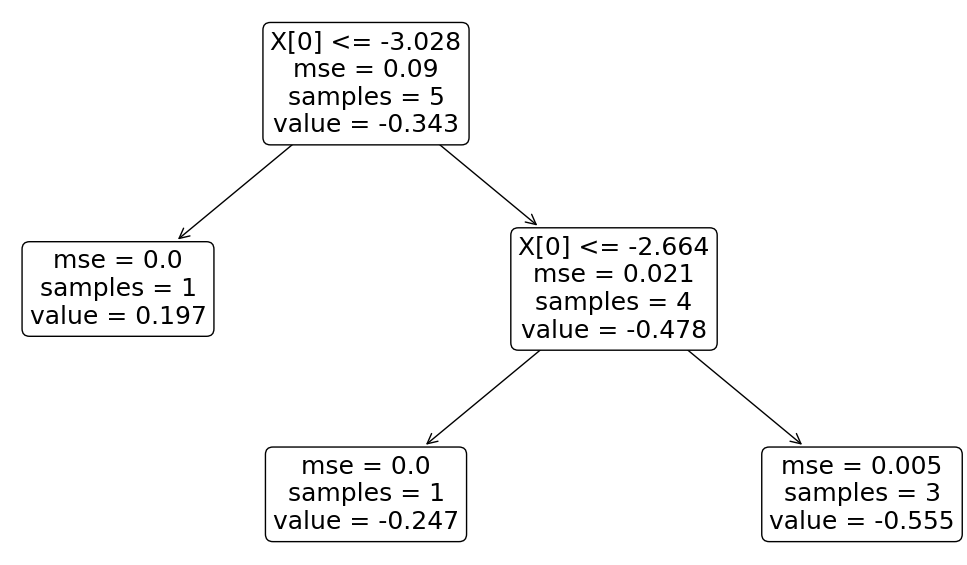 X[0] <= -3.028
mse = 0.09
samples = 5
value = -0.343
mse = 0.0
samples = 1
value = 0.197
X[0] <= -2.664
mse = 0.021
samples = 4
value = -0.478
mse = 0.0
samples = 1
value = -0.247
mse = 0.005
samples = 3
value = -0.555